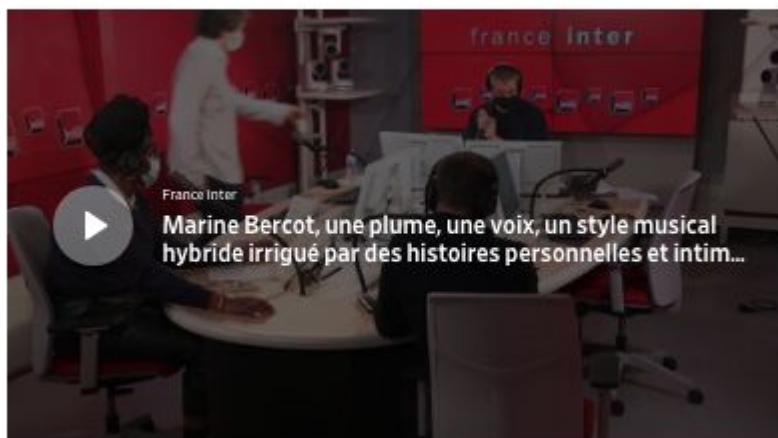 france inter
France Inter
Marine Bercot, une plume, une voix, un style musical
hybride irrigué par des histoires personnelles et intim...